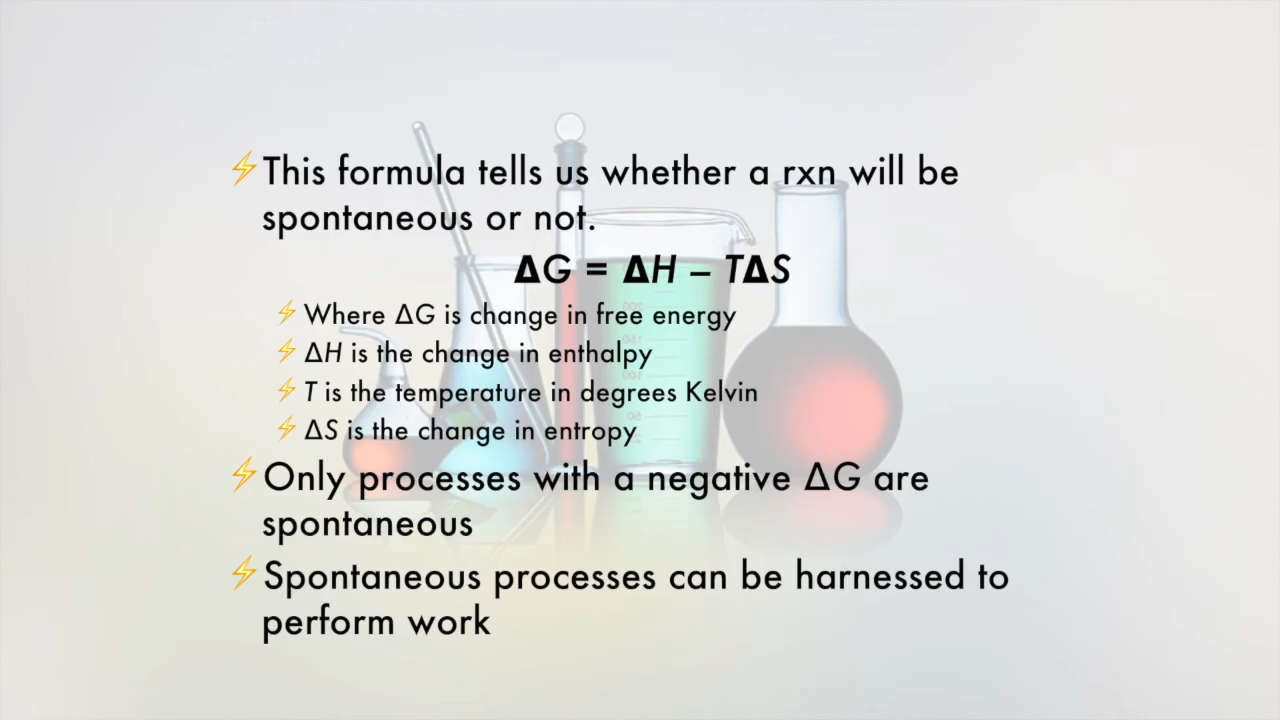 ⚡This formula tells us whether a rxn will be
spontaneous or not.
ΔG = ΔH – TΔS
⚡Where ΔG is change in free energy
⚡ΔH is the change in enthalpy
⚡T is the temperature in degrees Kelvin
⚡ΔS is the change in entropy
⚡Only processes with a negative ΔG are
spontaneous
⚡Spontaneous processes can be harnessed to
perform work